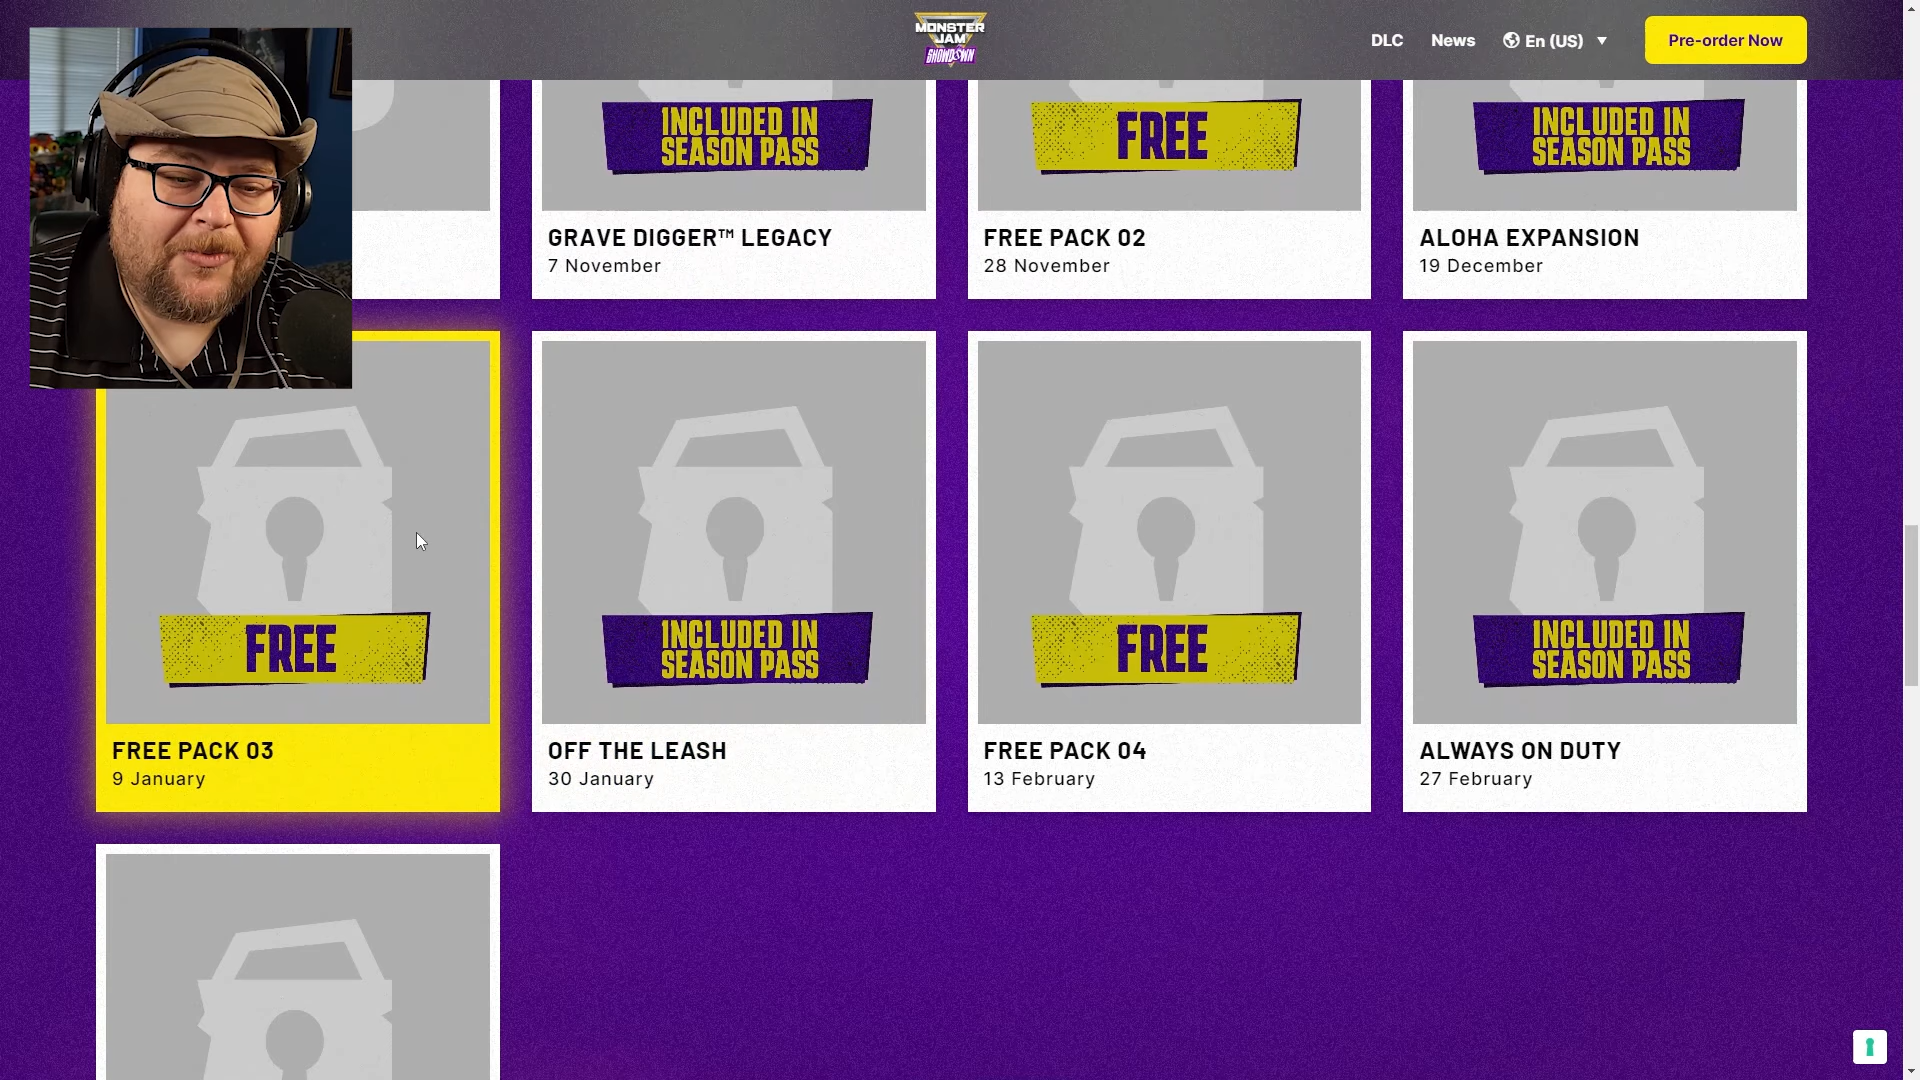 MONSTER
JAM
SHOWDOWN
DLC
News
En (US)
Pre-order Now
INCLUDED IN
SEASON PASS
FREE
INCLUDED IN
SEASON PASS
GRAVE DIGGER™ LEGACY
7 November
FREE PACK 02
28 November
ALOHA EXPANSION
19 December
FREE
INCLUDED IN
SEASON PASS
FREE
INCLUDED IN
SEASON PASS
FREE PACK 03
9 January
OFF THE LEASH
30 January
FREE PACK 04
13 February
ALWAYS ON DUTY
27 February